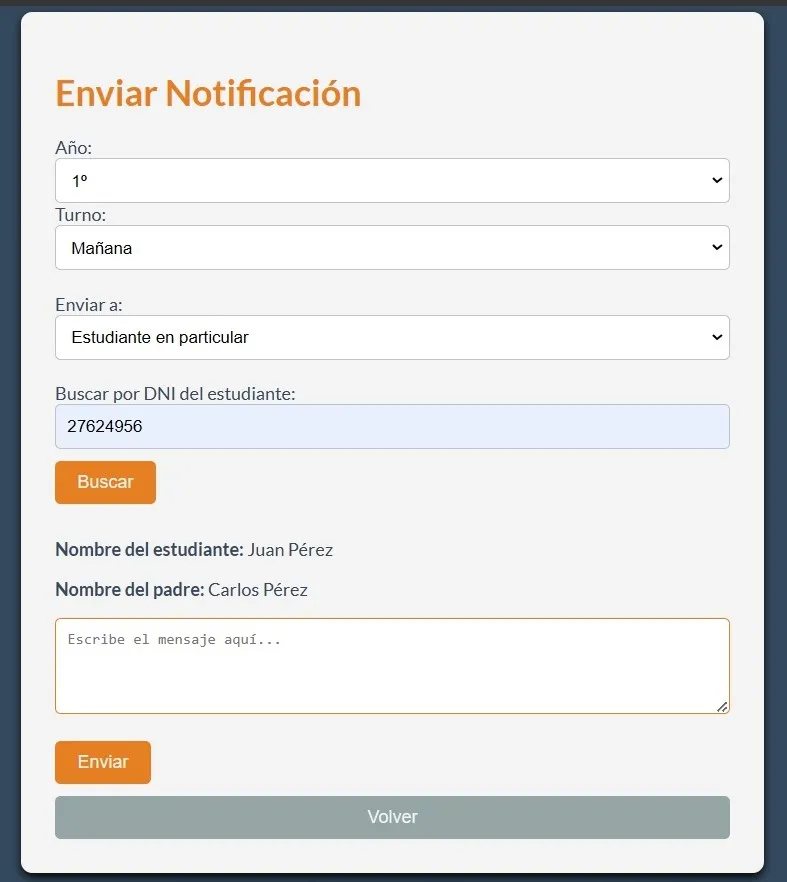 Enviar Notificación
Año:
1º
Turno:
Mañana
Enviar a:
Estudiante en particular
Buscar por DNI del estudiante:
27624956
Buscar
Nombre del estudiante: Juan Pérez
Nombre del padre: Carlos Pérez
Escribe el mensaje aquí...
Enviar
Volver